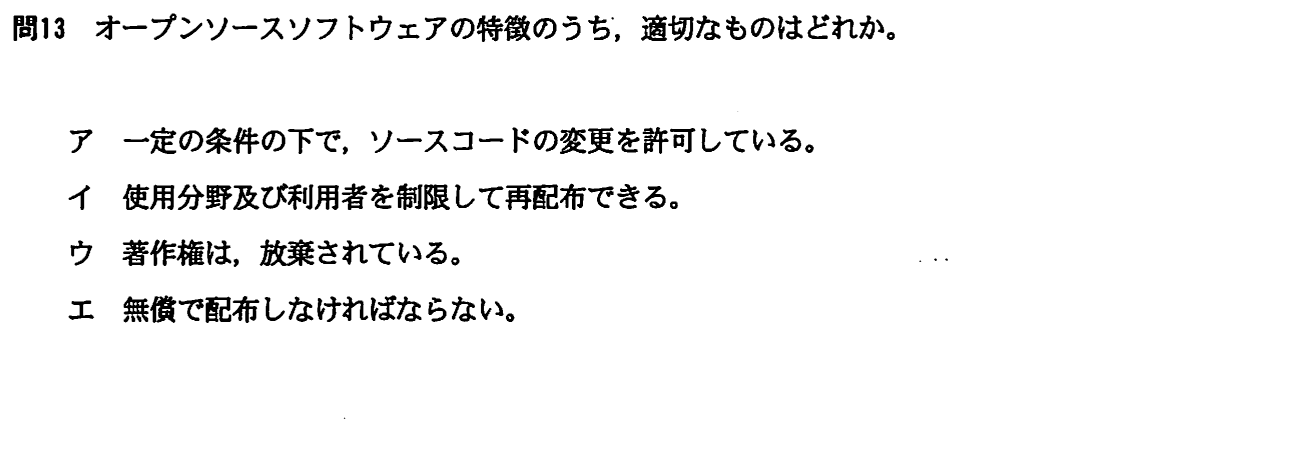 問13　オープンソースソフトウェアの特徴のうち，適切なものはどれか。
ア　一定の条件の下で，ソースコードの変更を許可している。
イ　使用分野及び利用者を制限して再配布できる。
ウ　著作権は，放棄されている。
エ　無償で配布しなければならない。